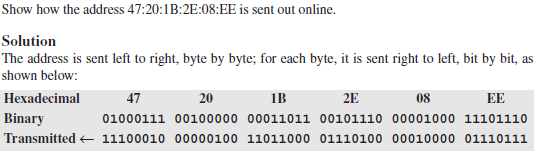 Show how the address 47:20:1B:2E:08:EE is sent out online.
Solution
The address is sent left to right, byte by byte; for each byte, it is sent right to left, bit by bit, as
shown below:
Hexadecimal 47 20 1B 2E 08 EE
Binary 01000111 00100000 00011011 00101110 00001000 11101110
Transmitted ← 11100010 00000100 11011000 01110100 00010000 01110111